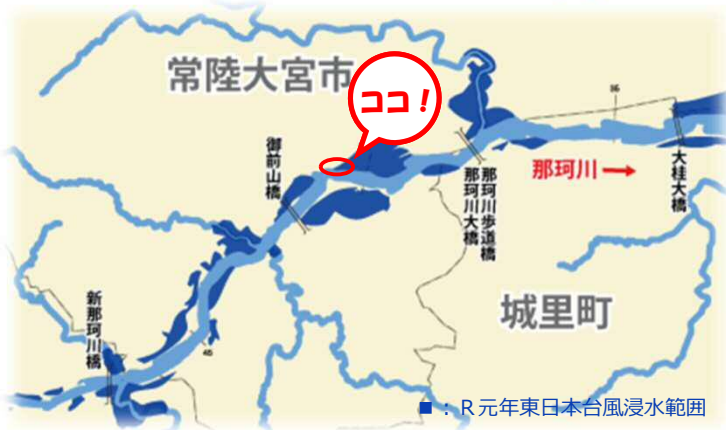 常陸大宮市
ココ！
御前山橋
那珂川大橋
那珂川歩道橋
36
那珂川
大桂大橋
新那珂川橋
45
城里町
■：Ｒ元年東日本台風浸水範囲